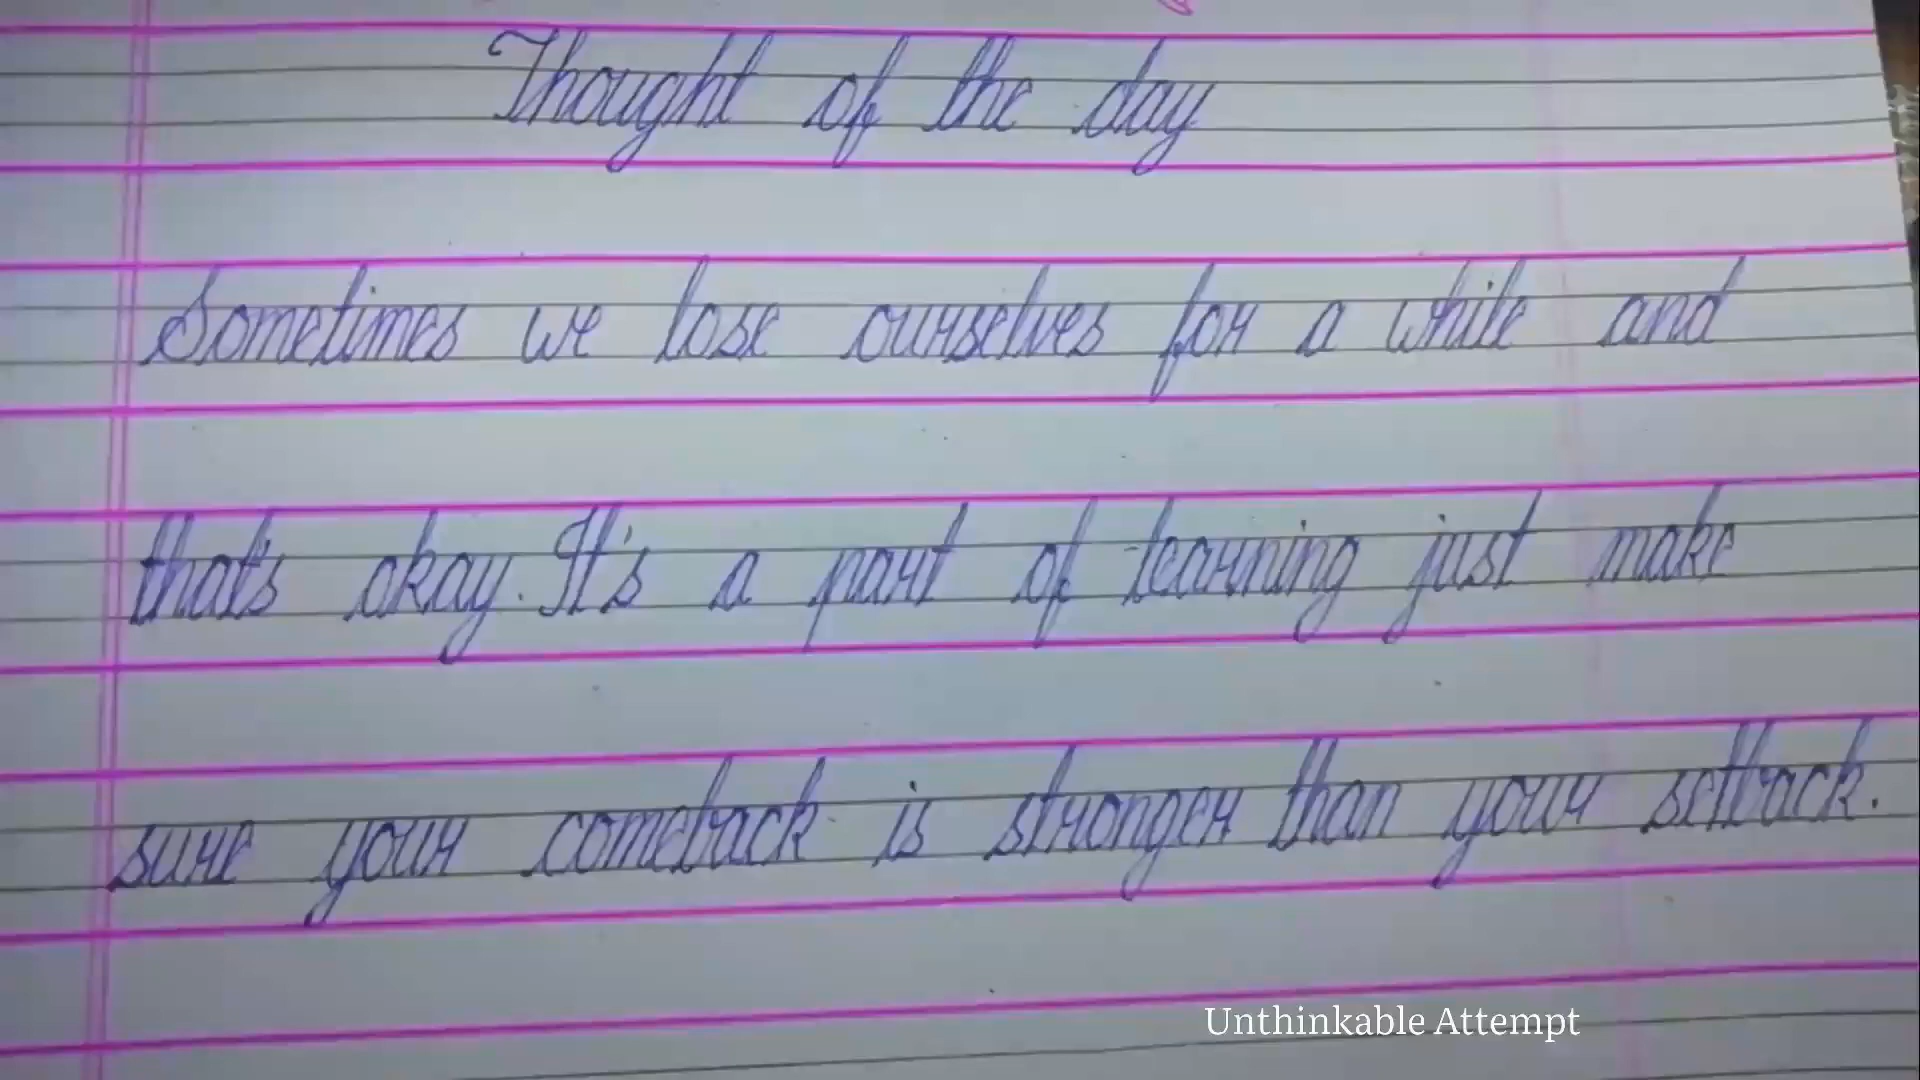 Thought of the day
Sometimes we lose ourselves for a while and
that's okay. It's a part of learning just make
sure your comeback is stronger than your setback.
Unthinkable Attempt